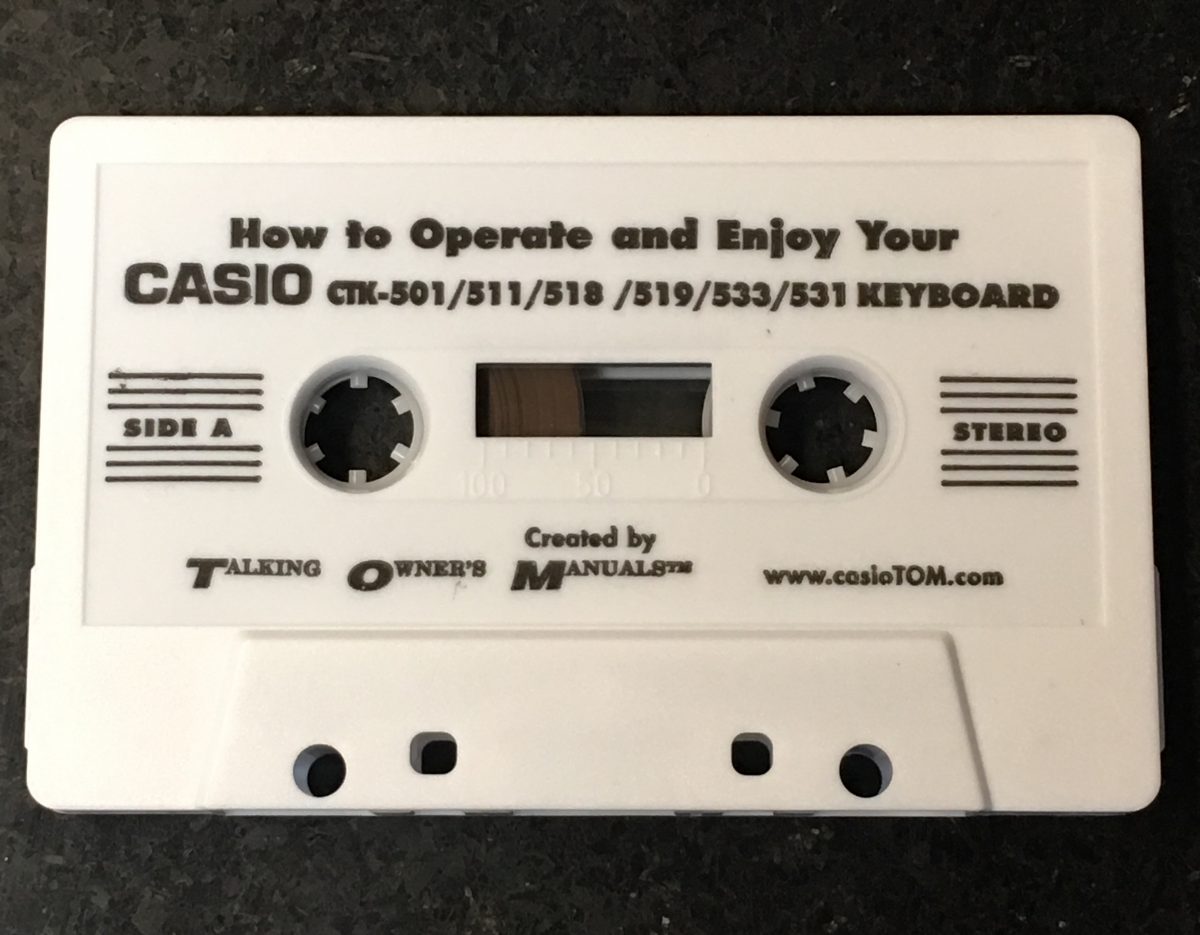 How to Operate and Enjoy Your
CASIO CTK-501/511/518 /519/533/531 KEYBOARD
SIDE A
STEREO
100 50 0
Created by
TALKING OWNER'S MANUALS™
www.casioTOM.com